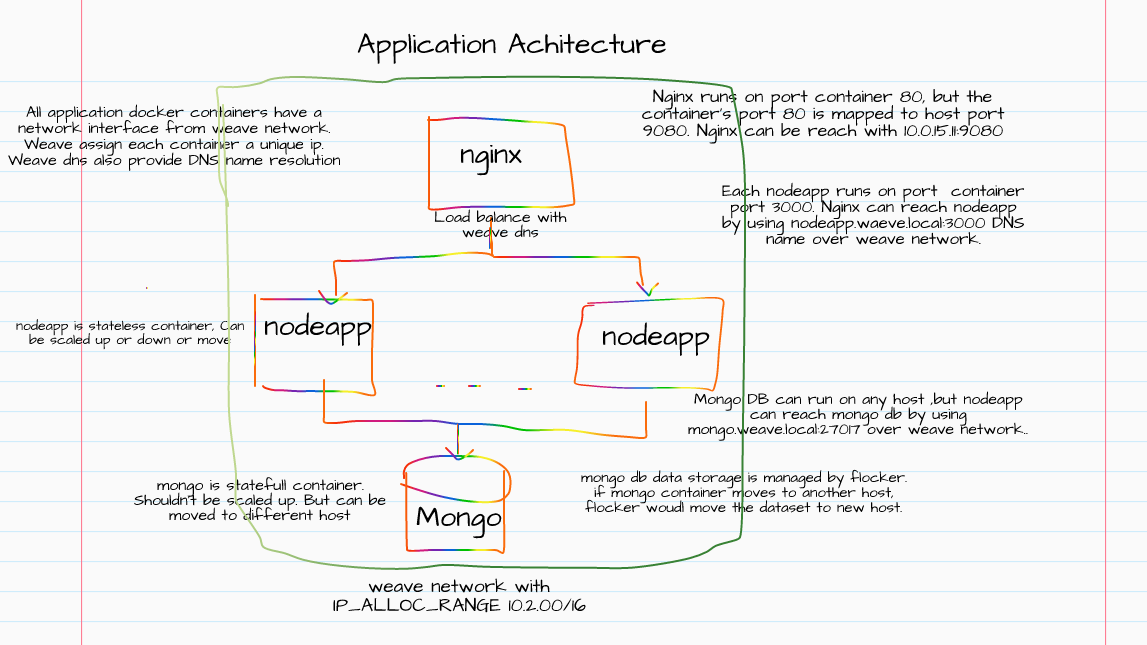 Application Achitecture
All application docker containers have a
network interface from weave network.
Weave assign each container a unique ip.
Weave dns also provide DNS name resolution
Nginx runs on port container 80, but the
container's port 80 is mapped to host port
9080. Nginx can be reach with 10.0.15.11:9080
nginx
Load balance with
weave dns
Each nodeapp runs on port container
port 3000. Nginx can reach nodeapp
by using nodeapp.waeve.local:3000 DNS
name over weave network.
nodeapp is stateless container, Can
be scaled up or down or move
nodeapp
nodeapp
Mongo DB can run on any host ,but nodeapp
can reach mongo db by using
mongo.weave.local:27017 over weave network..
mongo is statefull container.
Shouldn't be scaled up. But can be
moved to different host
Mongo
mongo db data storage is managed by flocker.
if mongo container moves to another host,
flocker woudl move the dataset to new host.
weave network with
IP_ALLOC_RANGE 10.2.00/16